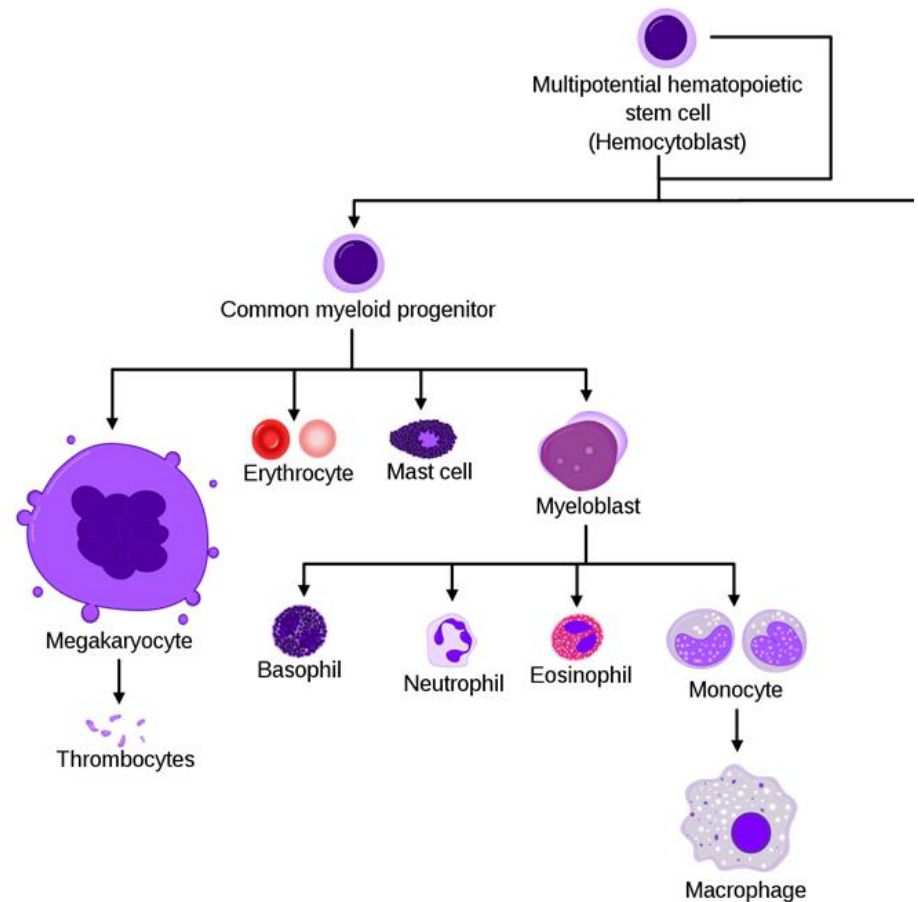 Multipotential hematopoietic
stem cell
(Hemocytoblast)
Common myeloid progenitor
Erythrocyte
Mast cell
Myeloblast
Megakaryocyte
Basophil
Neutrophil
Eosinophil
Monocyte
Thrombocytes
Macrophage